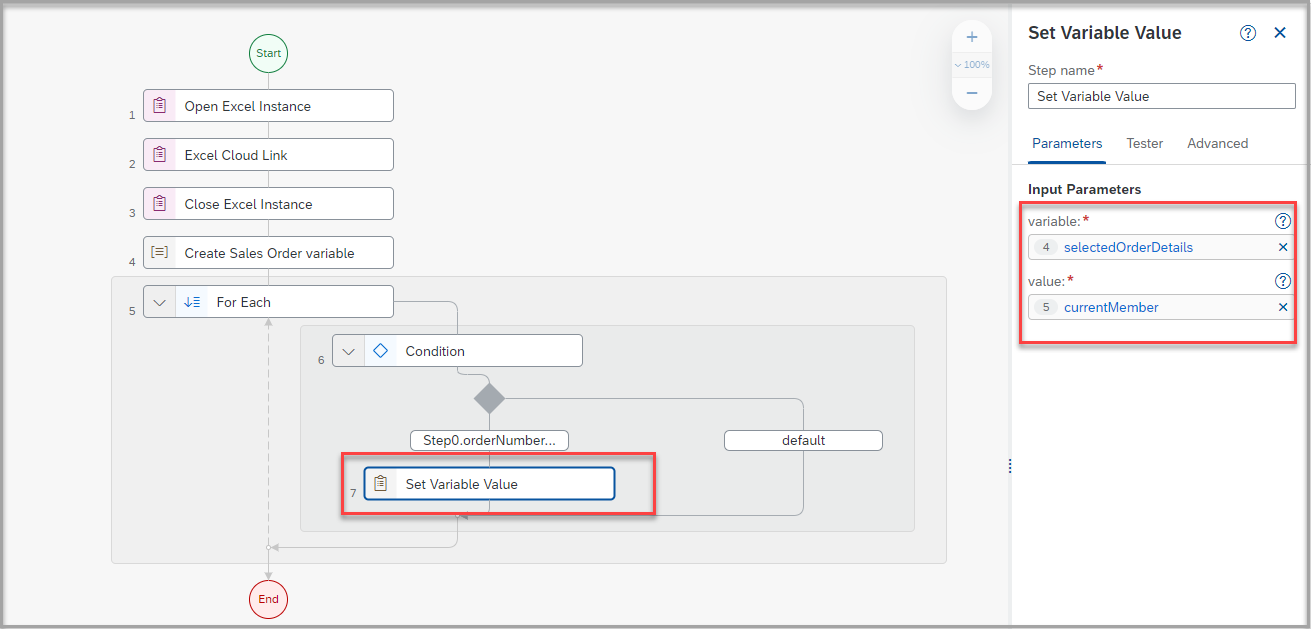 Start
1 Open Excel Instance
2 Excel Cloud Link
3 Close Excel Instance
4 Create Sales Order variable
5 For Each
6 Condition
Step0.orderNumber...
default
7 Set Variable Value
End
100%
Set Variable Value
Step name*
Set Variable Value
Parameters Tester Advanced
Input Parameters
variable:*
4 selectedOrderDetails
value:*
5 currentMember